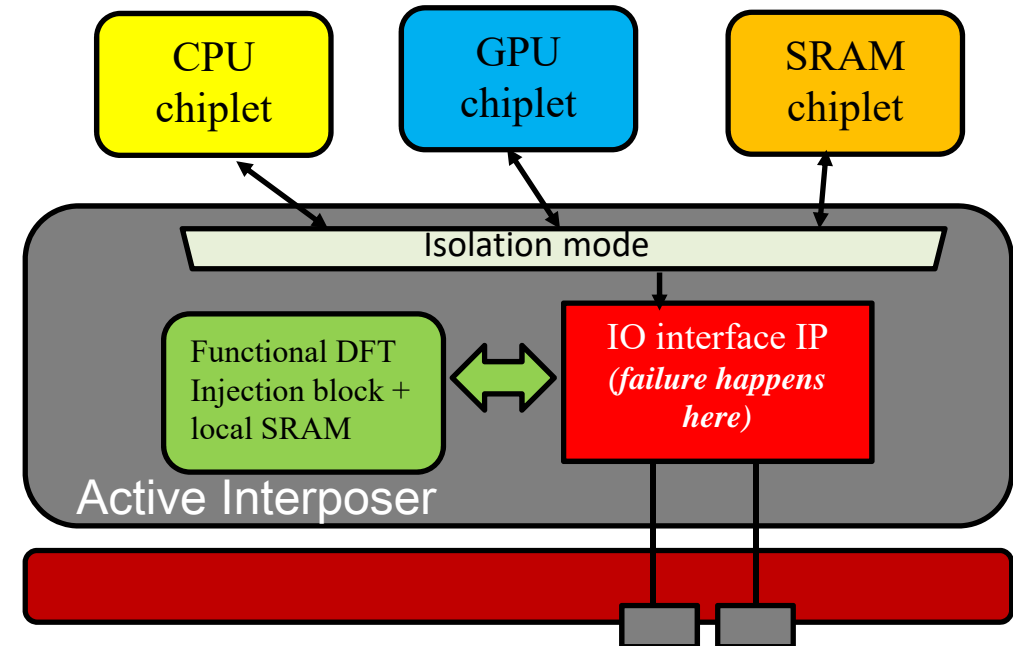 CPU
chiplet
GPU
chiplet
SRAM
chiplet
Isolation mode
Functional DFT
Injection block +
local SRAM
IO interface IP
(failure happens
here)
Active Interposer